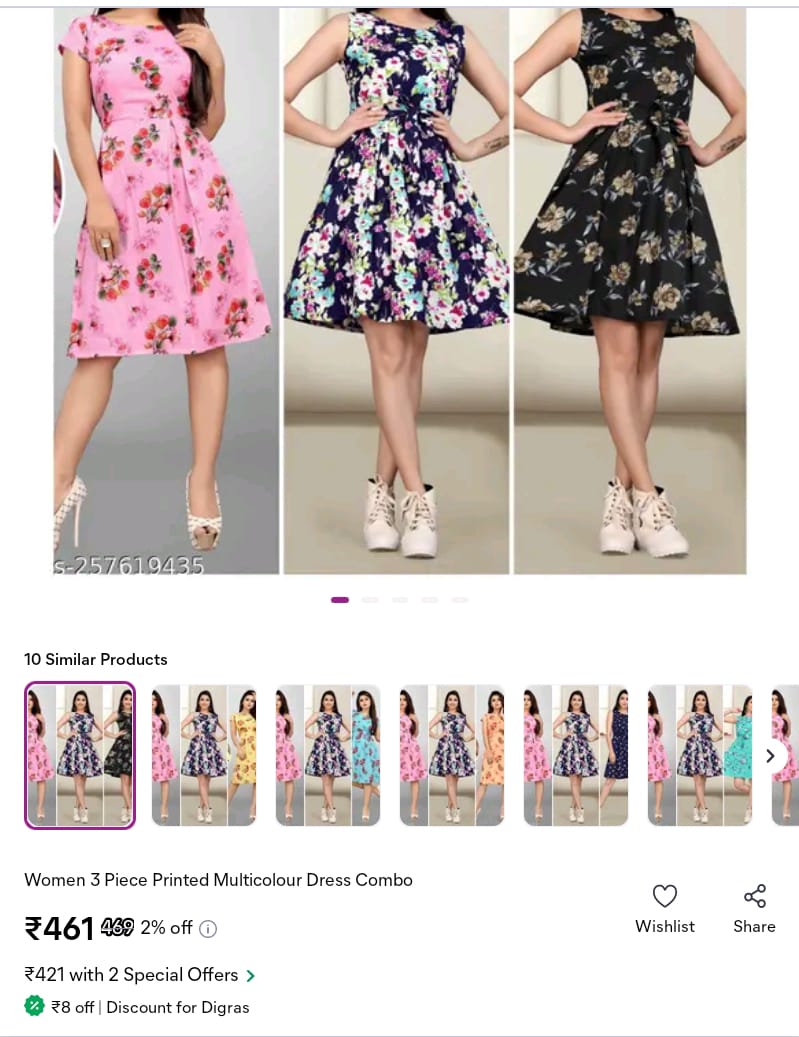 s-257619435
10 Similar Products
Women 3 Piece Printed Multicolour Dress Combo
₹461 469 2% off
Wishlist
Share
₹421 with 2 Special Offers
₹8 off | Discount for Digras